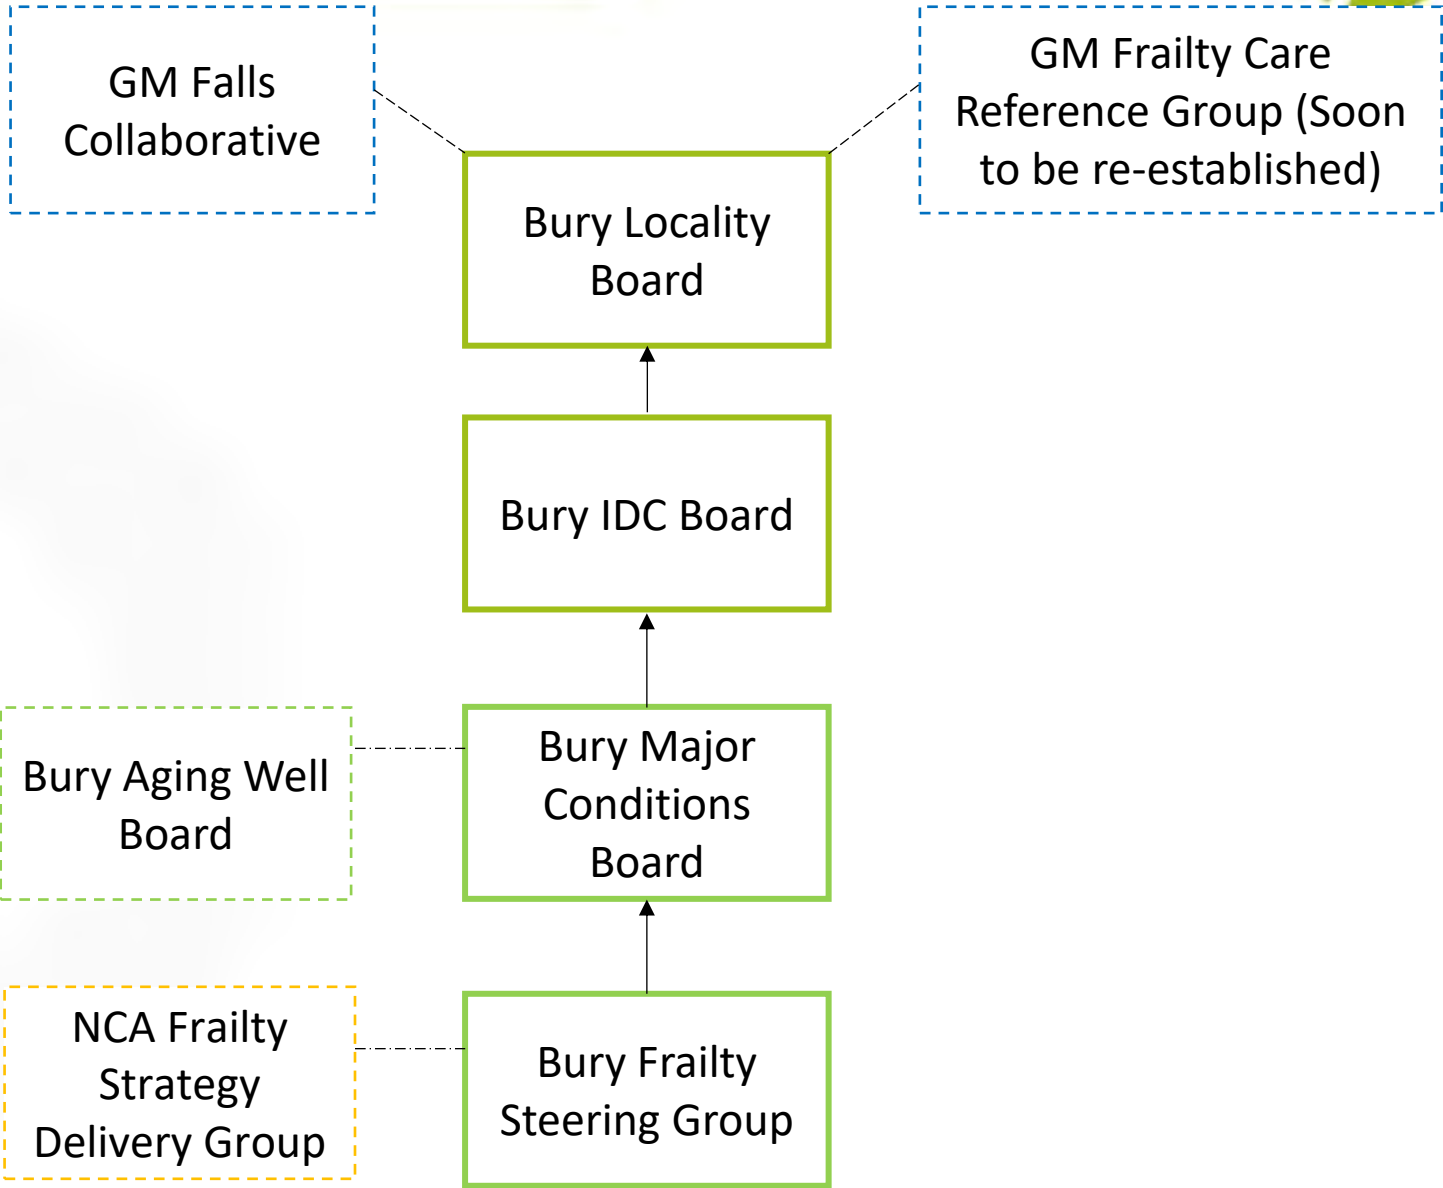 GM Falls
Collaborative
GM Frailty Care
Reference Group (Soon
to be re-established)
Bury Locality
Board
Bury IDC Board
Bury Aging Well
Board
Bury Major
Conditions
Board
NCA Frailty
Strategy
Delivery Group
Bury Frailty
Steering Group